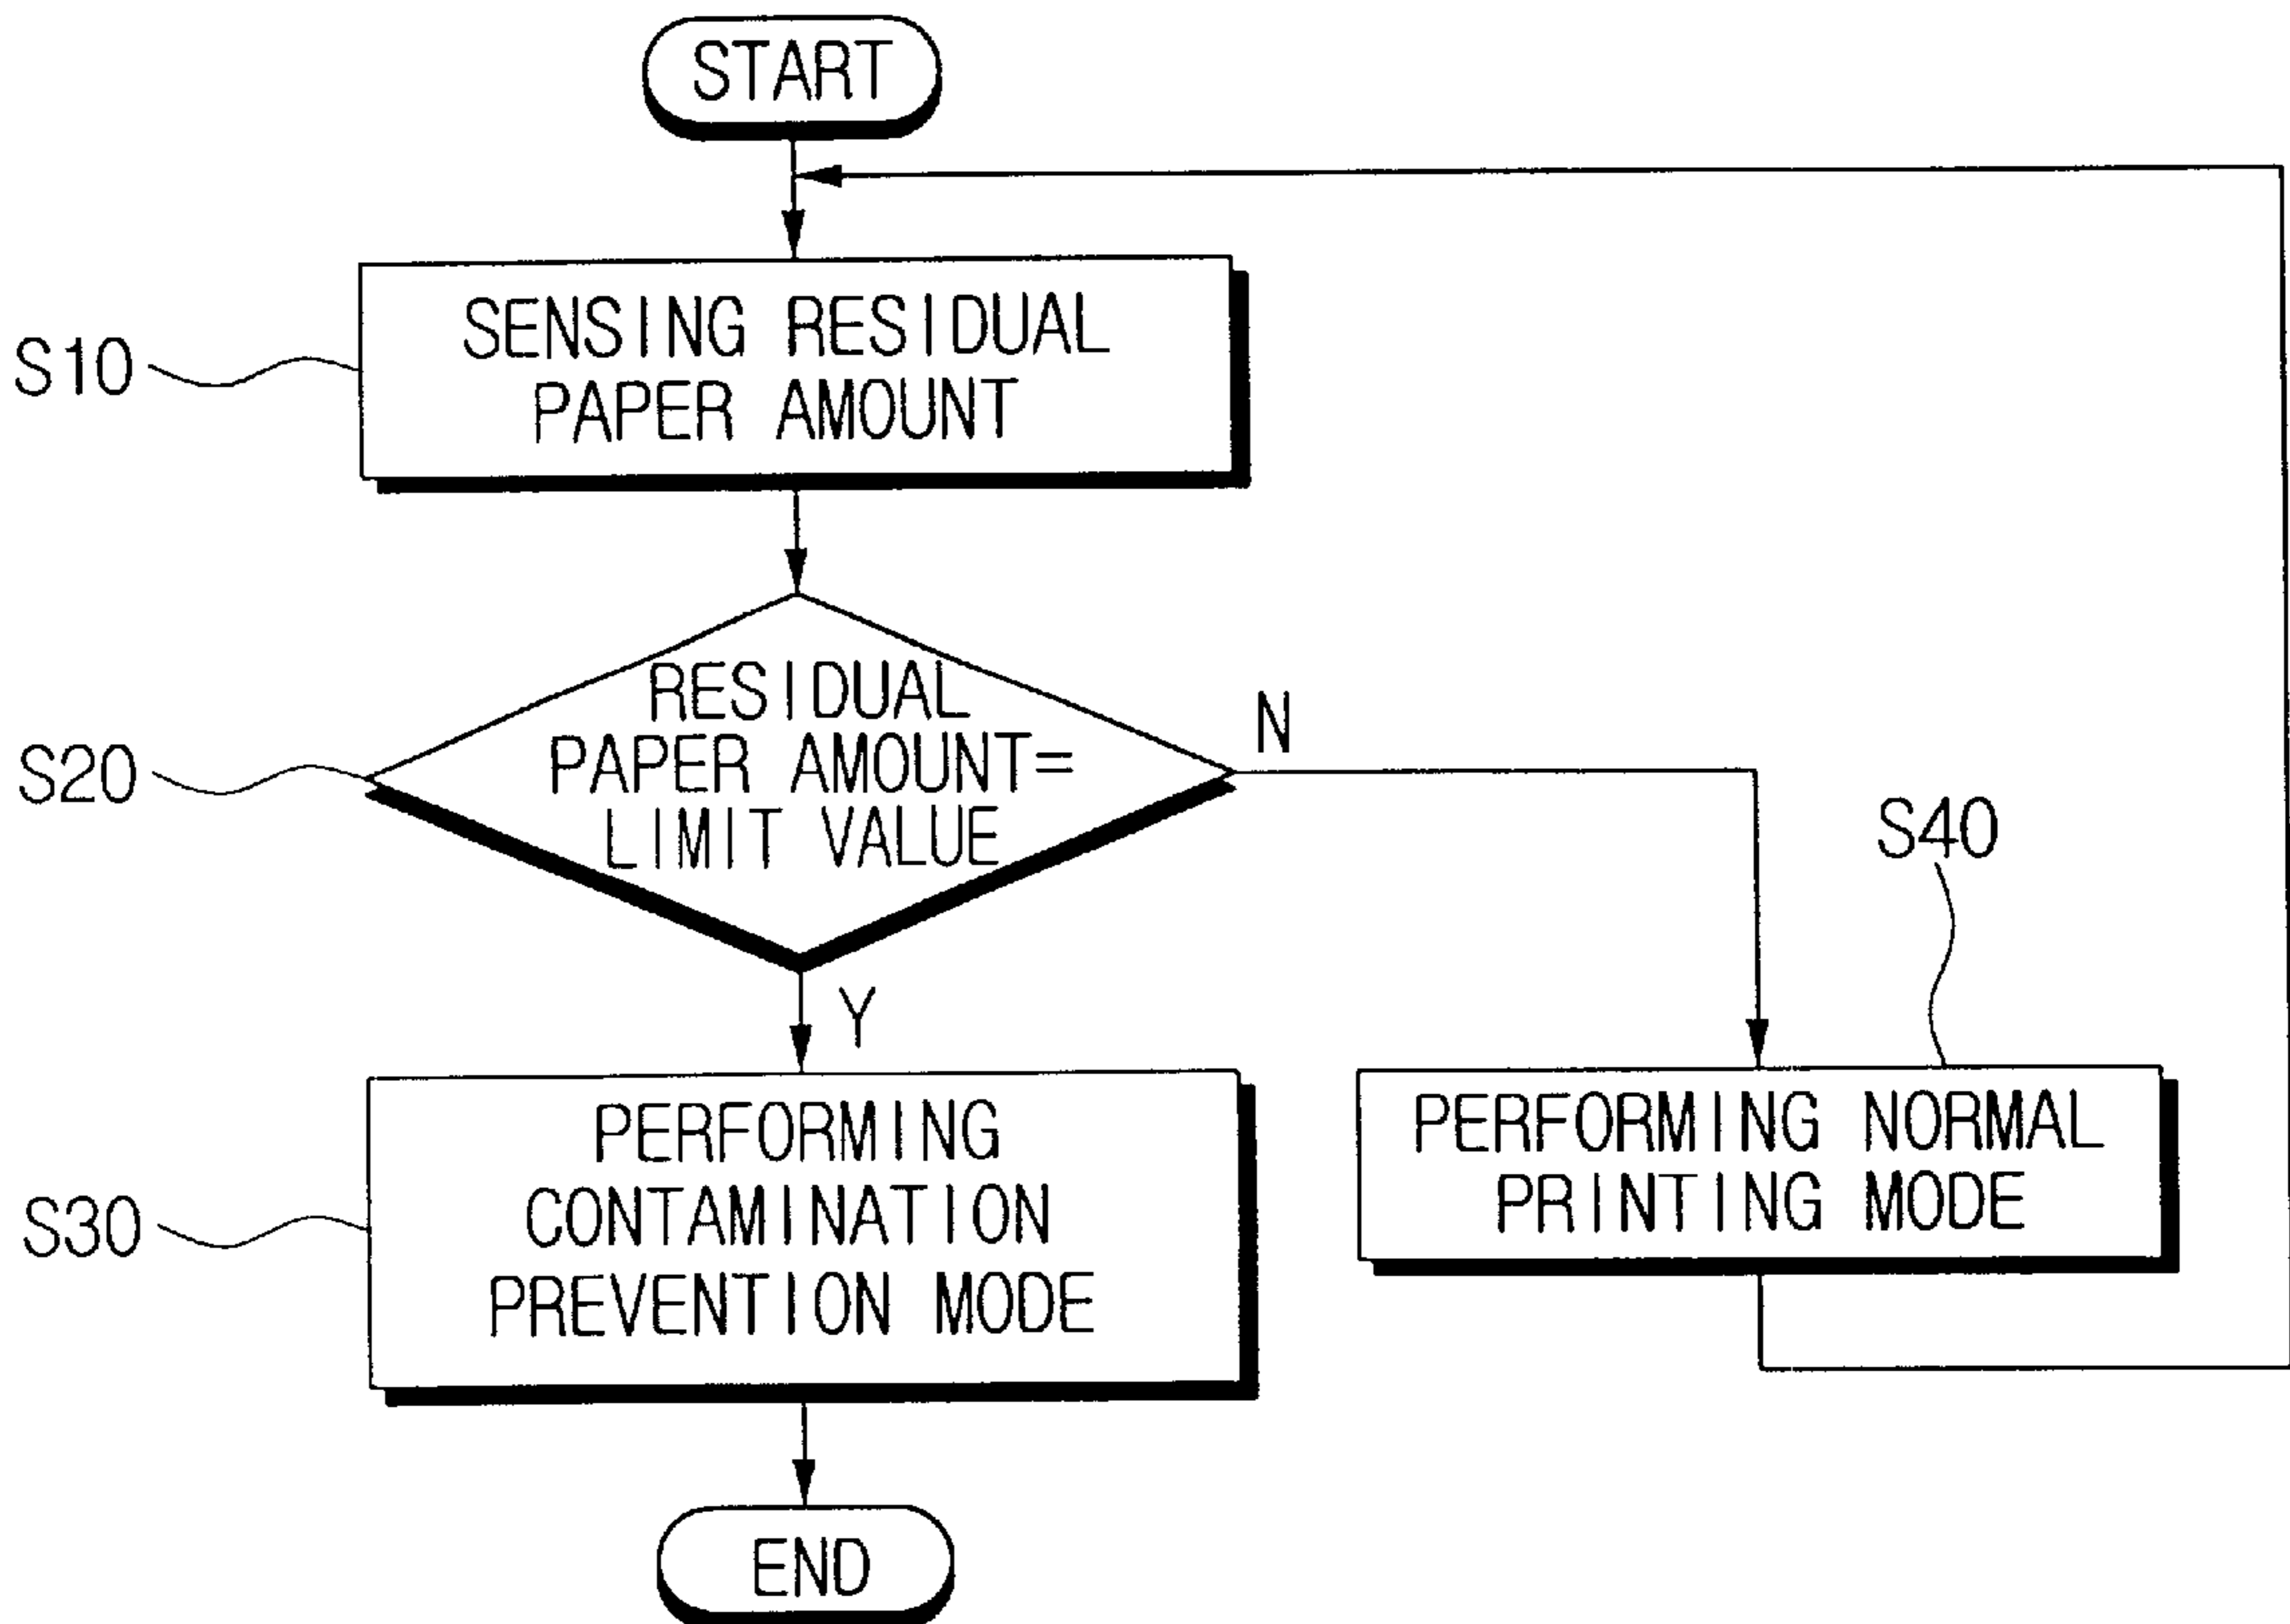 START
S10
SENSING RESIDUAL
PAPER AMOUNT
S20
RESIDUAL
PAPER AMOUNT=
LIMIT VALUE
N
S40
Y
S30
PERFORMING
CONTAMINATION
PREVENTION MODE
PERFORMING NORMAL
PRINTING MODE
END